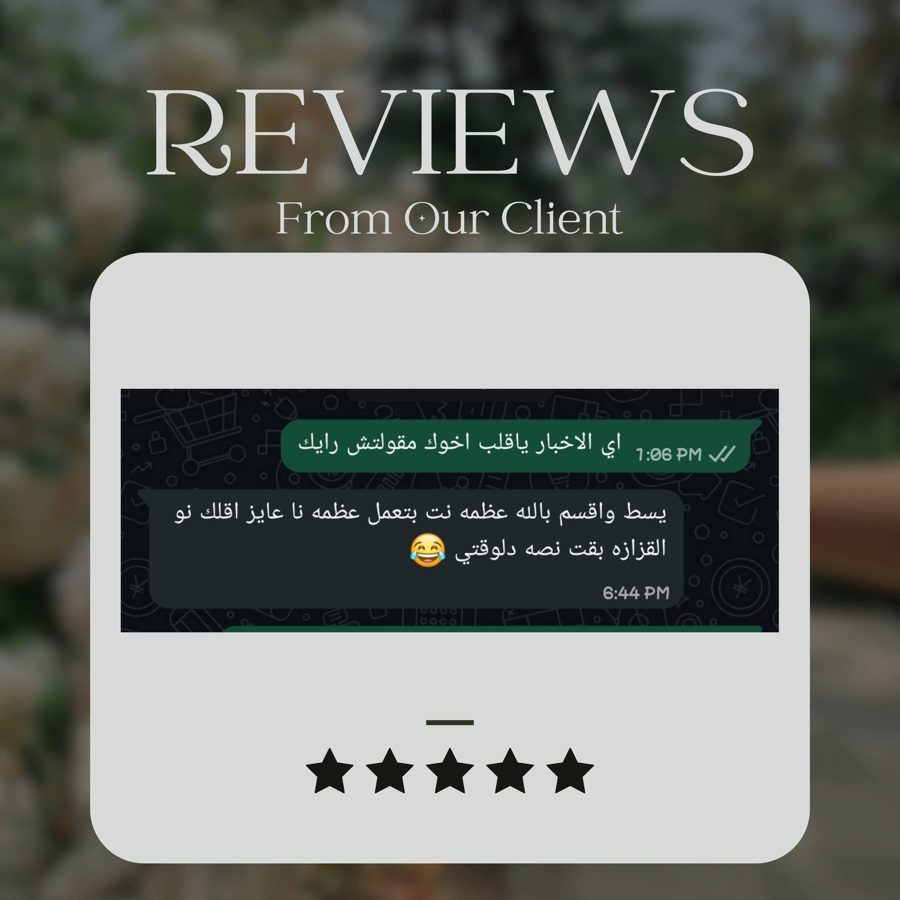 REVIEWS
From Our Client
اي الاخبار ياقلب اخوك مقولتش رايك
1:06 PM
يسط واقسم بالله عظمه نت بتعمل عظمه نا عايز اقلك نو
القزازه بقت نصه دلوقتي 😂
6:44 PM